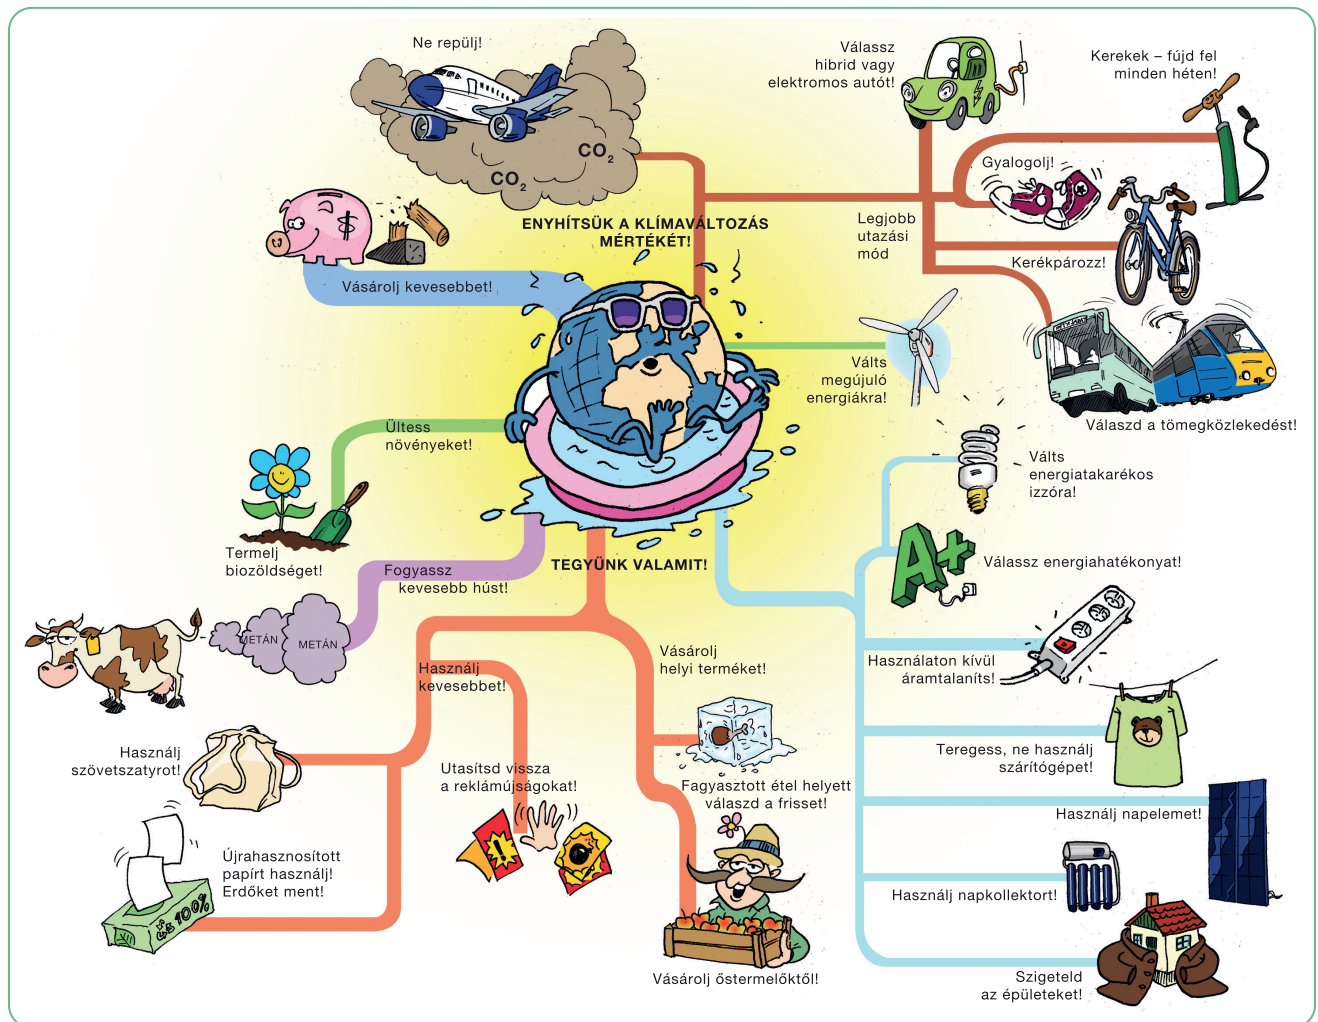 Ne repülj!
CO2
CO2
Válassz
hibrid vagy
elektromos autót!
Kerekek – fújd fel
minden héten!
Gyalogolj!
$
ENYHÍTSÜK A KLÍMAVÁLTOZÁS
MÉRTÉKÉT!
Legjobb
utazási
mód
Kerékpározz!
Vásárolj kevesebbet!
Válts
megújuló
energiákra!
Válaszd a tömegközlekedést!
Ültess
növényeket!
Válts
energiatakarékos
izzóra!
Termelj
biozöldséget!
Fogyassz
kevesebb húst!
TEGYÜNK VALAMIT!
A+
Válassz energiahatékonyat!
METÁN
METÁN
Használj
kevesebbet!
Vásárolj
helyi terméket!
Használaton kívül
áramtalaníts!
Használj
szövetszatyrot!
Utasítsd vissza
a reklámújságokat!
Fagyasztott étel helyett
válaszd a frisset!
Teregess, ne használj
szárítógépet!
Használj napelemet!
!
Újrahasznosított
papírt használj!
Erdőket ment!
100%
Használj napkollektort!
Vásárolj őstermelőktől!
Szigeteld
az épületeket!